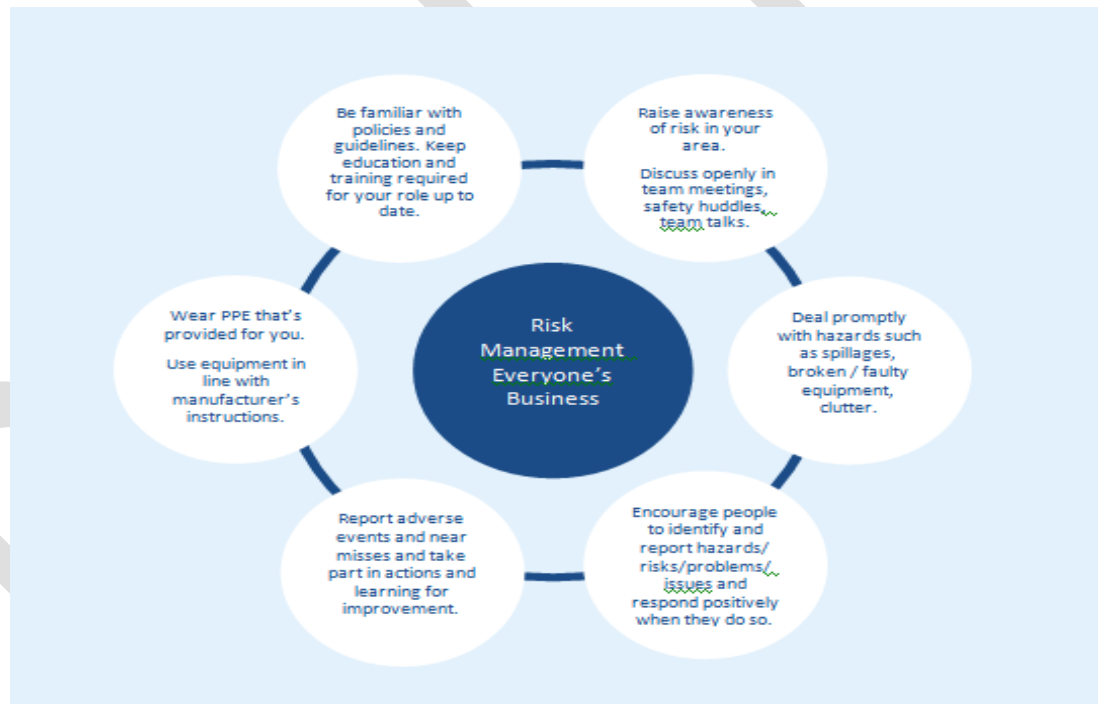 Be familiar with
policies and
guidelines. Keep
education and
training required
for your role up to
date.
Raise awareness
of risk in your
area.
Discuss openly in
team meetings,
safety huddles,
team talks.
Wear PPE that's
provided for you.
Use equipment in
line with
manufacturer's
instructions.
Risk
Management
Everyone's
Business
Deal promptly
with hazards such
as spillages,
broken / faulty
equipment,
clutter.
Report adverse
events and near
misses and take
part in actions and
learning for
improvement.
Encourage people
to identify and
report hazards/
risks/problems/
issues and
respond positively
when they do so.